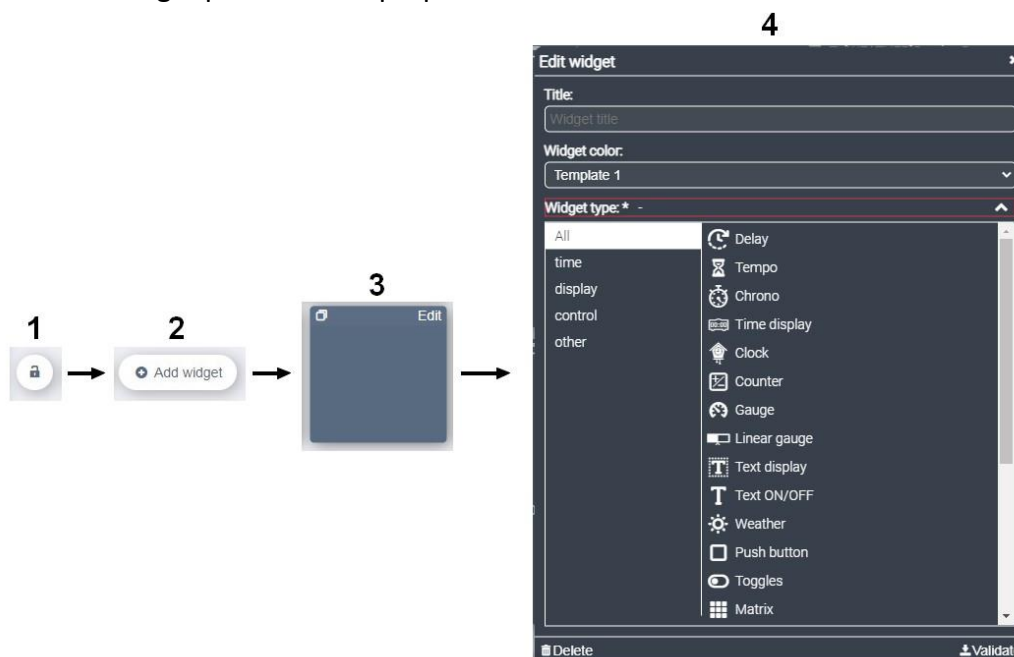 4
Edit widget
Title:
Widget title
Widget color:
Template 1
Widget type: * -
All
time
display
control
other
Delay
Tempo
Chrono
Time display
Clock
Counter
Gauge
Linear gauge
Text display
Text ON/OFF
Weather
Push button
Toggles
Matrix
Delete
Validat
3
Edit
2
Add widget
1